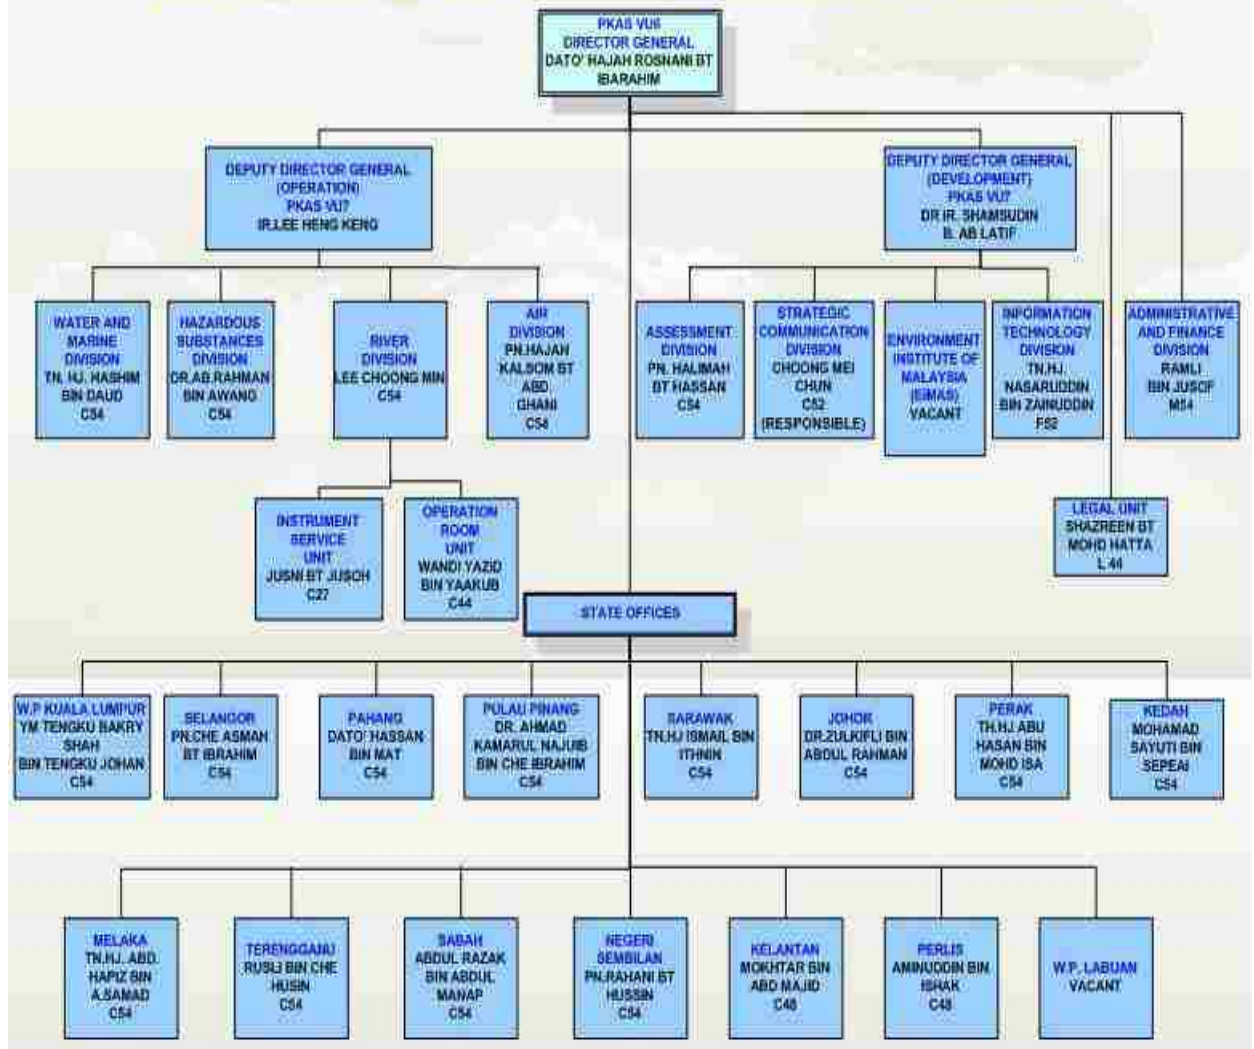 PKAS VU6
DIRECTOR GENERAL
DATO' HAJAH ROSNANI BT
IBARAHIM
DEPUTY DIRECTOR GENERAL
(OPERATION)
PKAS VU7
IR.LEE HENG KENG
DEPUTY DIRECTOR GENERAL
(DEVELOPMENT)
PKAS VU7
DR IR. SHAMSUDIN
B. AB LATIF
WATER AND
MARINE
DIVISION
TN. HJ. HASHIM
BIN DAUD
C54
HAZARDOUS
SUBSTANCES
DIVISION
DR.AB.RAHMAN
BIN AWANG
C54
RIVER
DIVISION
LEE CHOONG MIN
C54
AIR
DIVISION
PN.HAJAH
KALSOM BT
ABD.
GHANI
C54
ASSESSMENT
DIVISION
PN. HALIMAH
BT HASSAN
C54
STRATEGIC
COMMUNICATION
DIVISION
CHOONG MEI
CHUN
C52
(RESPONSIBLE)
ENVIRONMENT
INSTITUTE OF
MALAYSIA
(EiMAS)
VACANT
INFORMATION
TECHNOLOGY
DIVISION
TN.HJ.
NASARUDDIN
BIN ZAINUDDIN
F52
ADMINISTRATIVE
AND FINANCE
DIVISION
RAMLI
BIN JUSOF
M54
INSTRUMENT
SERVICE
UNIT
JUSNI BT JUSOH
C27
OPERATION
ROOM
UNIT
WANDI YAZID
BIN YAAKUB
C44
LEGAL UNIT
SHAZREEN BT
MOHD HATTA
L 44
STATE OFFICES
W.P KUALA LUMPUR
YM TENGKU BAKRY
SHAH
BIN TENGKU JOHAN
C54
SELANGOR
PN.CHE ASMAH
BT IBRAHIM
C54
PAHANG
DATO' HASSAN
BIN MAT
C54
PULAU PINANG
DR. AHMAD
KAMARUL NAJUIB
BIN CHE IBRAHIM
C54
SARAWAK
TN.HJ ISMAIL BIN
ITHNIN
C54
JOHOR
DR.ZULKIFLI BIN
ABDUL RAHMAN
C54
PERAK
TH.HJ ABU
HASAN BIN
MOHD ISA
C54
KEDAH
MOHAMAD
SAYUTI BIN
SEPEAI
C54
MELAKA
TN.HJ. ABD.
HAPIZ BIN
A.SAMAD
C54
TERENGGANU
RUSLI BIN CHE
HUSIN
C54
SABAH
ABDUL RAZAK
BIN ABDUL
MANAP
C54
NEGERI
SEMBILAN
PN.RAHANI BT
HUSSIN
C54
KELANTAN
MOKHTAR BIN
ABD MAJID
C48
PERLIS
AMINUDDIN BIN
ISHAK
C48
W.P. LABUAN
VACANT